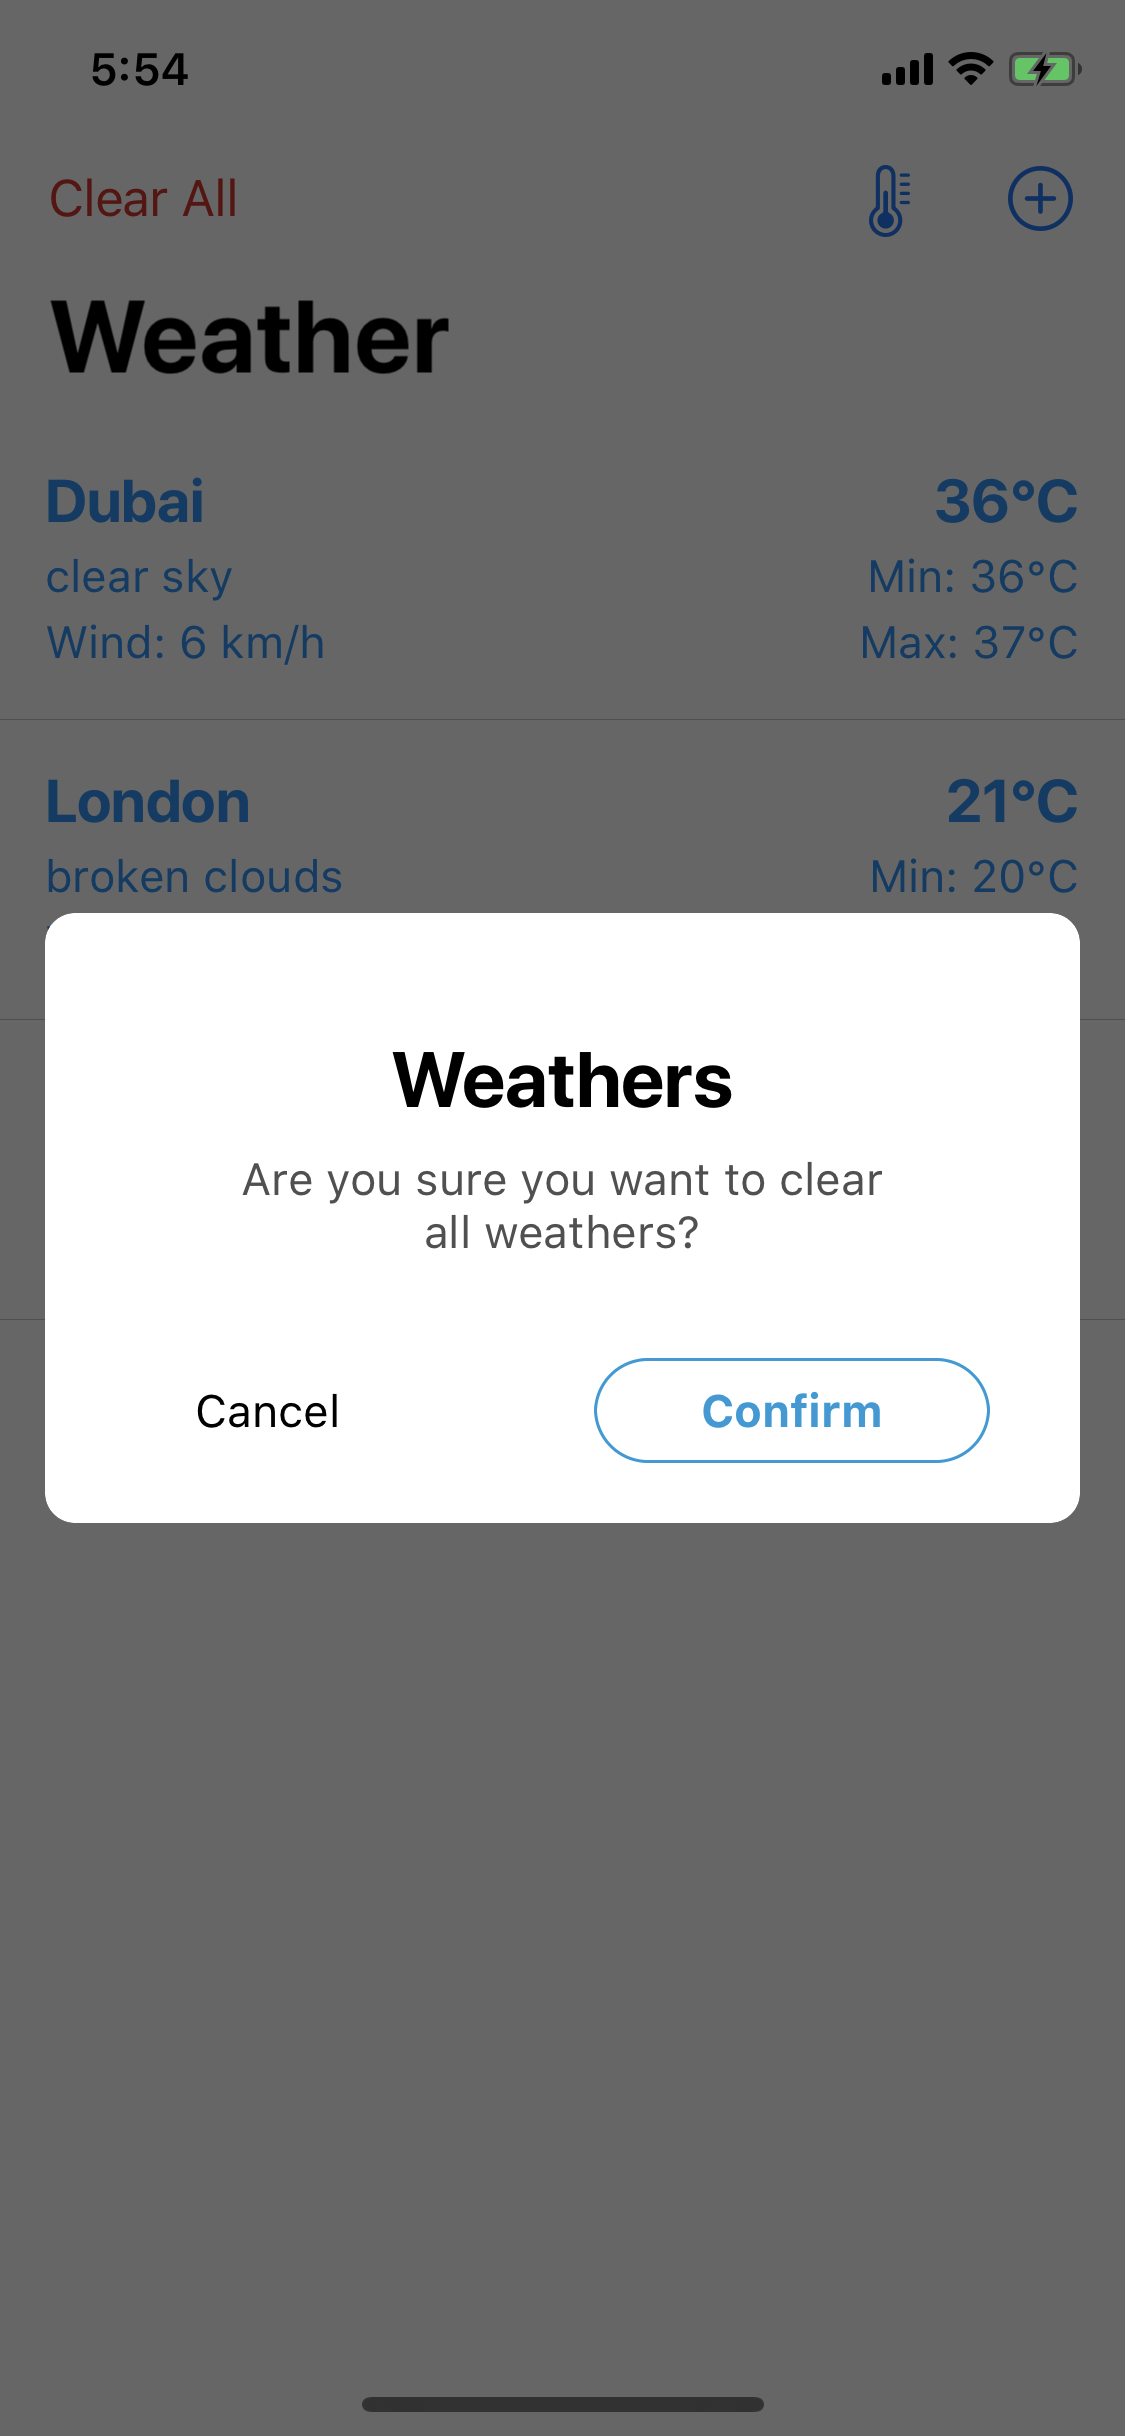 5:54
Clear All
Weather
Dubai 36°C
clear sky Min: 36°C
Wind: 6 km/h Max: 37°C
London 21°C
broken clouds Min: 20°C
Weathers
Are you sure you want to clear
all weathers?
Cancel Confirm